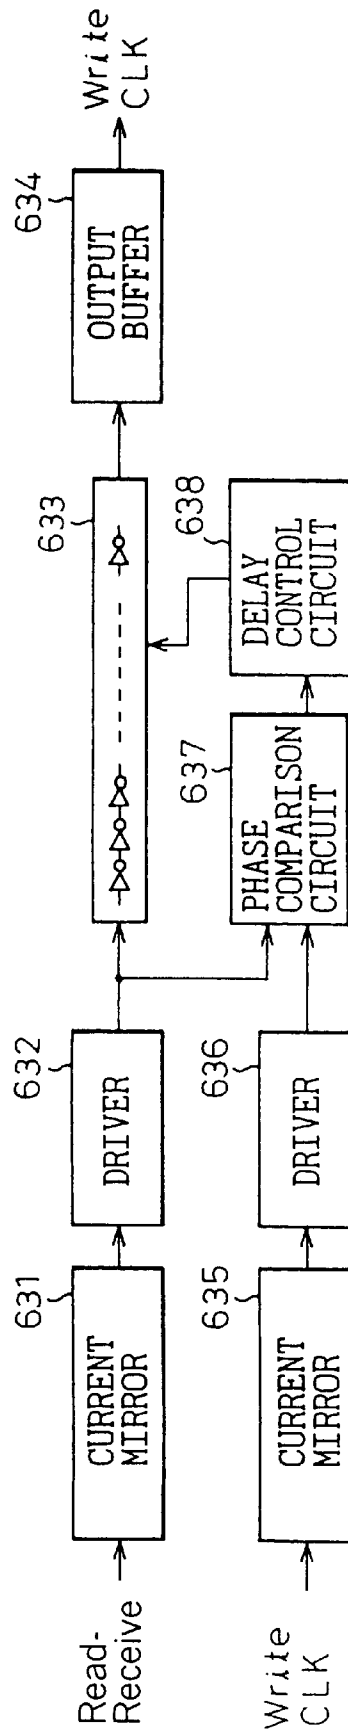 Read-
Receive
631
CURRENT
MIRROR
632
DRIVER
633
634
OUTPUT
BUFFER
Write
CLK
Write
CLK
635
CURRENT
MIRROR
636
DRIVER
637
PHASE
COMPARISON
CIRCUIT
638
DELAY
CONTROL
CIRCUIT